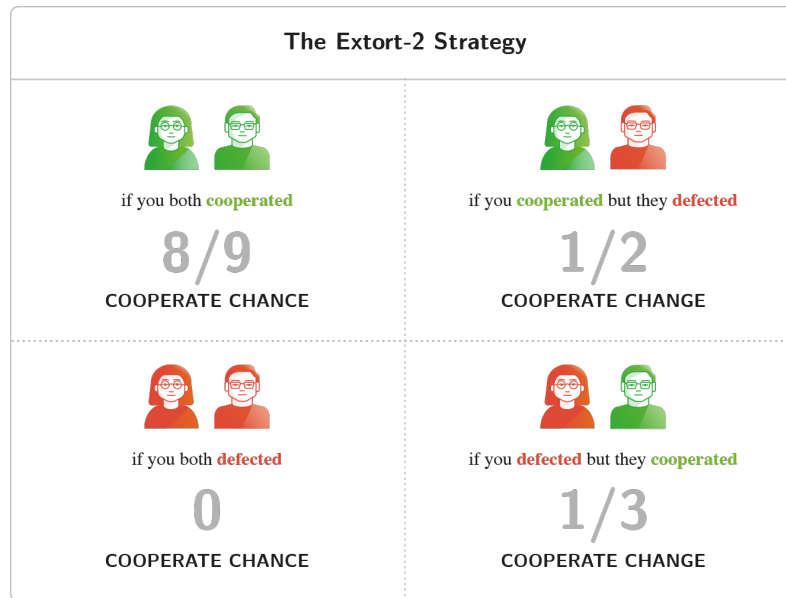 The Extort-2 Strategy
if you both cooperated
8/9
COOPERATE CHANCE
if you cooperated but they defected
1/2
COOPERATE CHANGE
if you both defected
0
COOPERATE CHANCE
if you defected but they cooperated
1/3
COOPERATE CHANGE